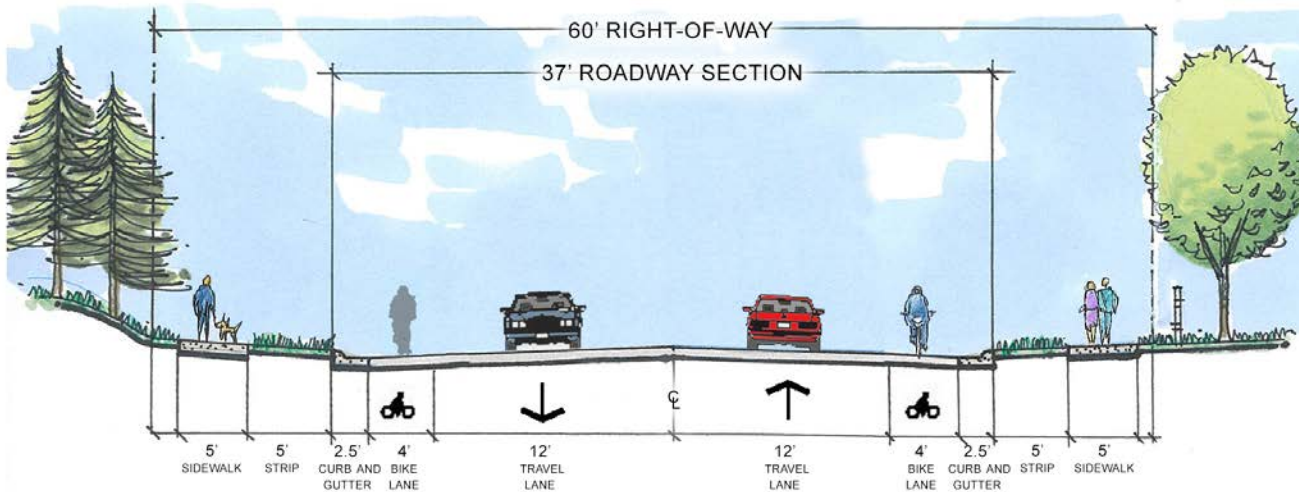 60' RIGHT-OF-WAY
37' ROADWAY SECTION
℄
5' 5' 2.5' 4' 12' 12' 4' 2.5' 5' 5'
SIDEWALK STRIP CURB AND BIKE TRAVEL TRAVEL BIKE CURB AND STRIP SIDEWALK
GUTTER LANE LANE LANE LANE GUTTER